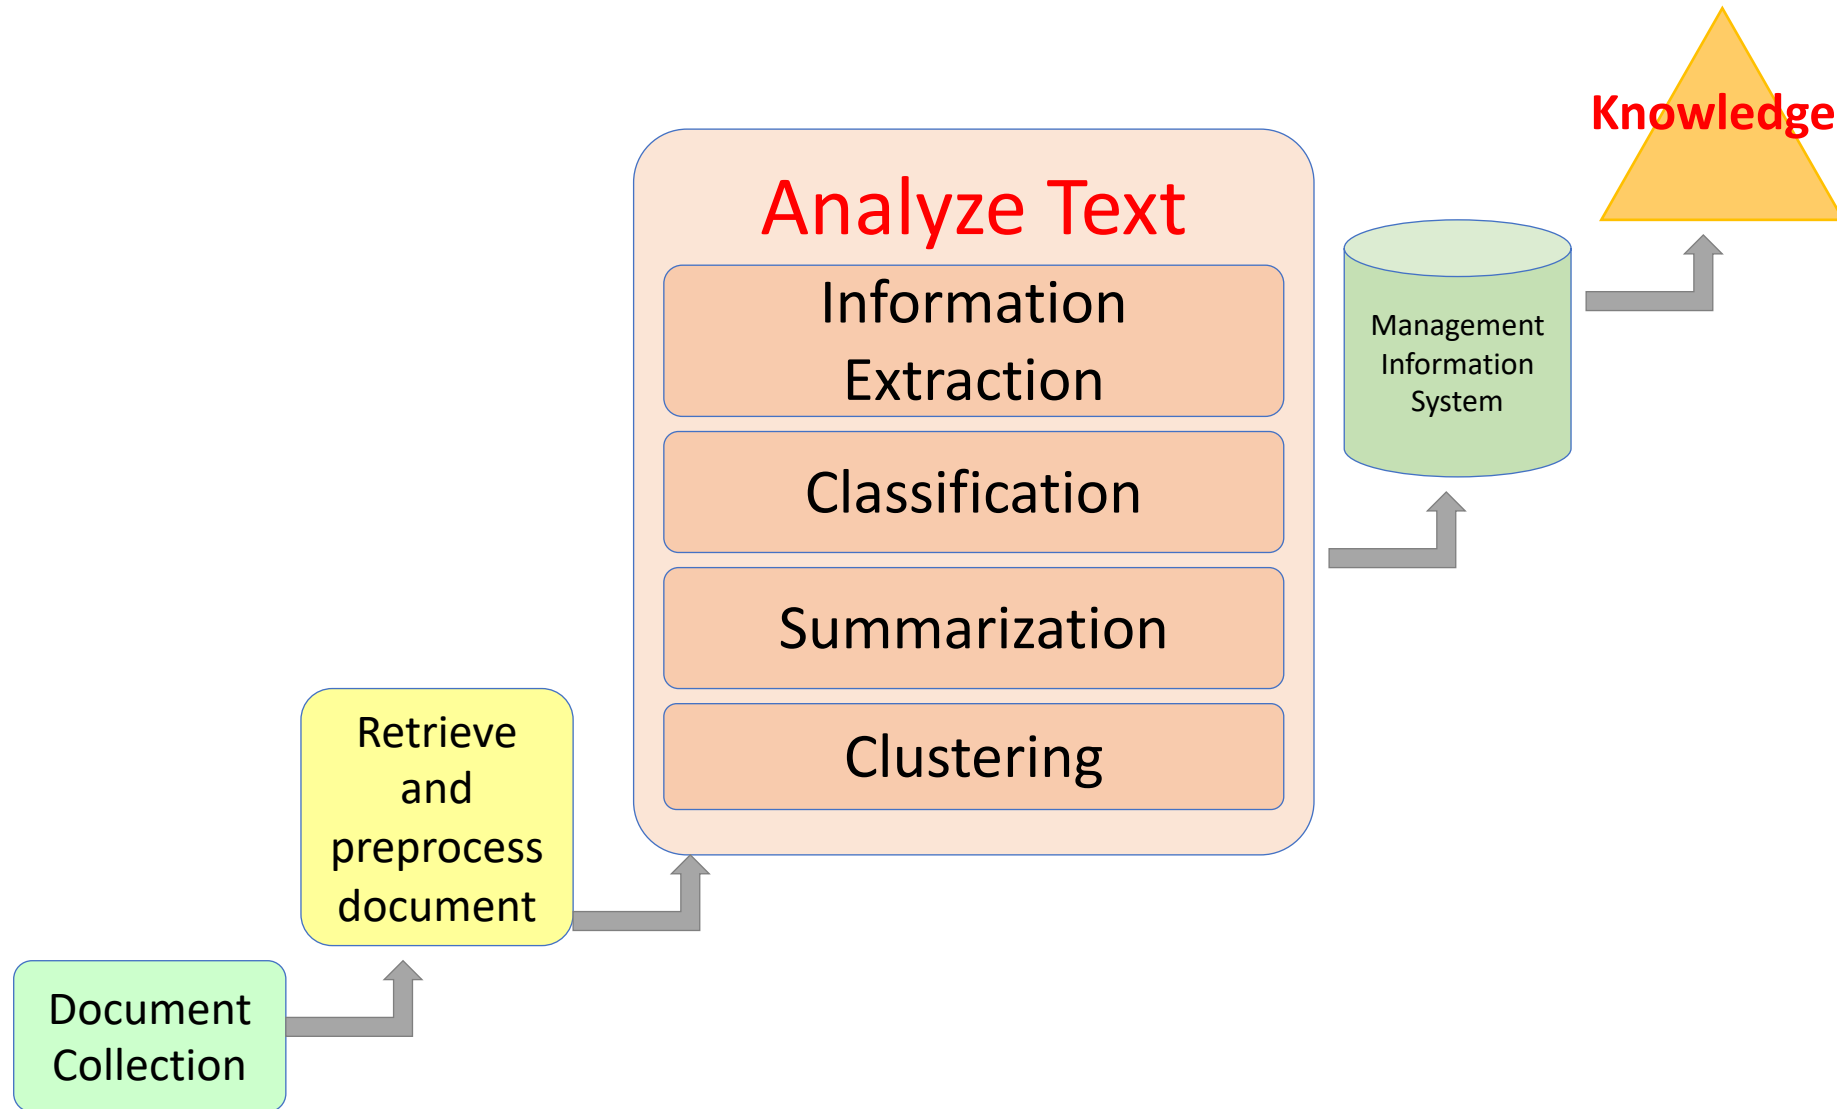 Knowledge
Analyze Text
Information
Extraction
Classification
Summarization
Clustering
Management
Information
System
Retrieve
and
preprocess
document
Document
Collection